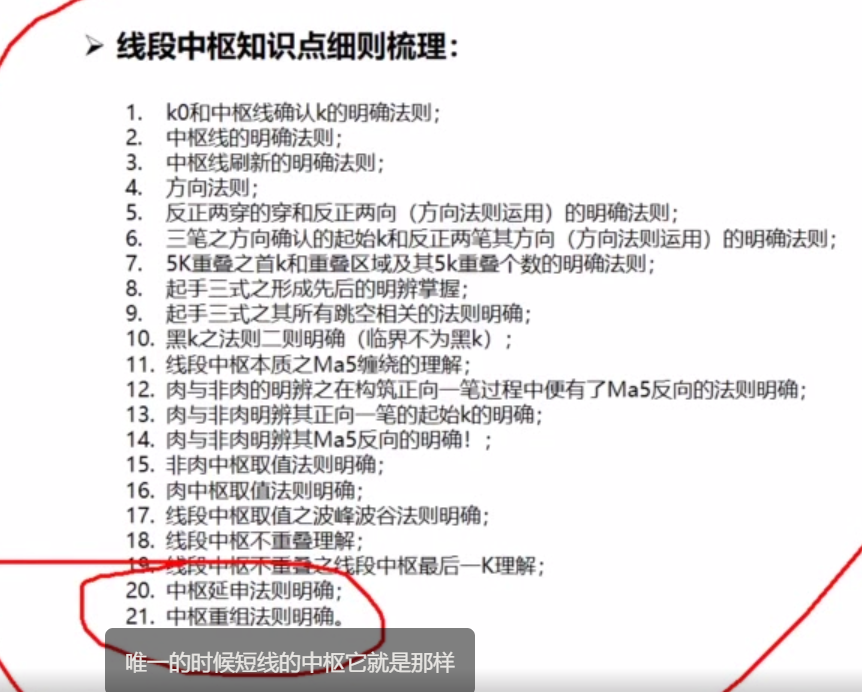 ➢ 线段中枢知识点细则梳理：
1. k0和中枢线确认k的明确法则；
2. 中枢线的明确法则；
3. 中枢线刷新的明确法则；
4. 方向法则；
5. 反正两穿的穿和反正两向（方向法则运用）的明确法则；
6. 三笔之方向确认的起始k和反正两笔其方向（方向法则运用）的明确法则；
7. 5K重叠之首k和重叠区域及其5k重叠个数的明确法则；
8. 起手三式之形成先后的明辨掌握；
9. 起手三式之其所有跳空相关的法则明确；
10. 黑k之法则二则明确（临界不为黑k）；
11. 线段中枢本质之Ma5缠绕的理解；
12. 肉与非肉的明辨之在构筑正向一笔过程中便有了Ma5反向的法则明确；
13. 肉与非肉明辨其正向一笔的起始k的明确；
14. 肉与非肉明辨其Ma5反向的明确！；
15. 非肉中枢取值法则明确；
16. 肉中枢取值法则明确；
17. 线段中枢取值之波峰波谷法则明确；
18. 线段中枢不重叠理解；
19. 线段中枢不重叠之线段中枢最后一K理解；
20. 中枢延申法则明确；
21. 中枢重组法则明确。
唯一的时候短线的中枢它就是那样